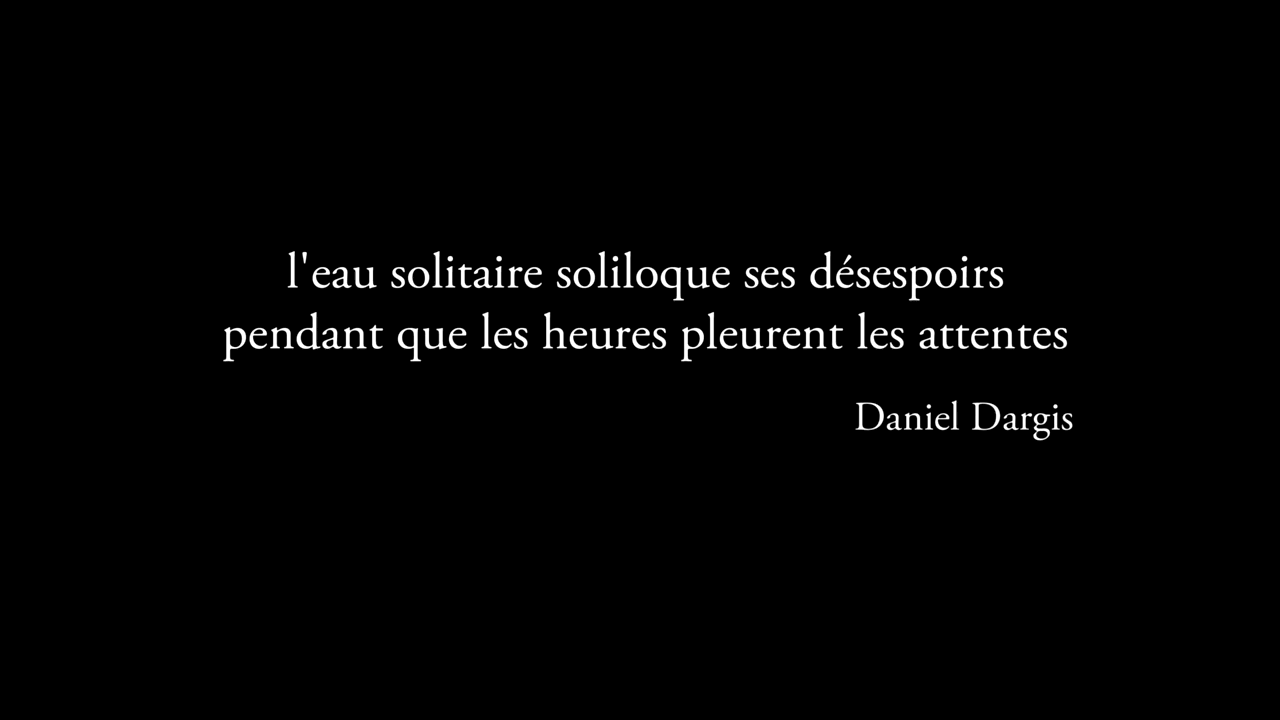 l'eau solitaire soliloque ses désespoirs
pendant que les heures pleurent les attentes
Daniel Dargis